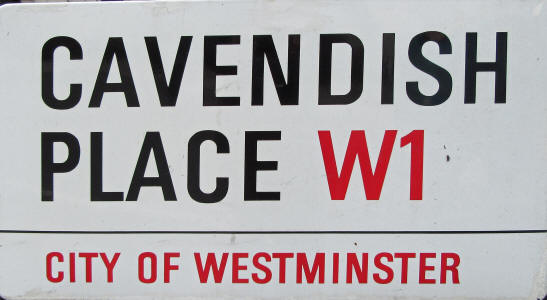 CAVENDISH
PLACE W1
CITY OF WESTMINSTER